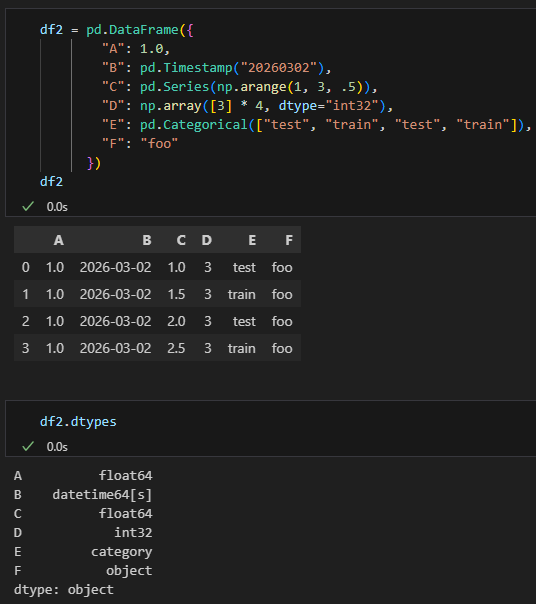 df2 = pd.DataFrame({
"A": 1.0,
"B": pd.Timestamp("20260302"),
"C": pd.Series(np.arange(1, 3, .5)),
"D": np.array([3] * 4, dtype="int32"),
"E": pd.Categorical(["test", "train", "test", "train"]),
"F": "foo"
})
df2
0.0s
A B C D E F
0 1.0 2026-03-02 1.0 3 test foo
1 1.0 2026-03-02 1.5 3 train foo
2 1.0 2026-03-02 2.0 3 test foo
3 1.0 2026-03-02 2.5 3 train foo
df2.dtypes
0.0s
A float64
B datetime64[s]
C float64
D int32
E category
F object
dtype: object